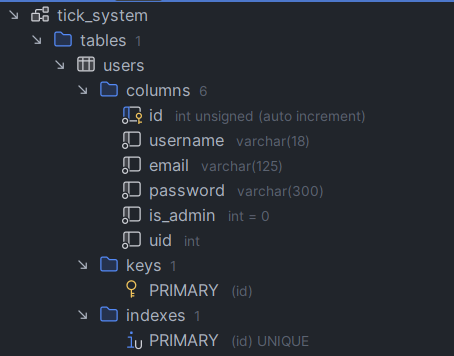 tick_system
tables 1
users
columns 6
id int unsigned (auto increment)
username varchar(18)
email varchar(125)
password varchar(300)
is_admin int = 0
uid int
keys 1
PRIMARY (id)
indexes 1
PRIMARY (id) UNIQUE